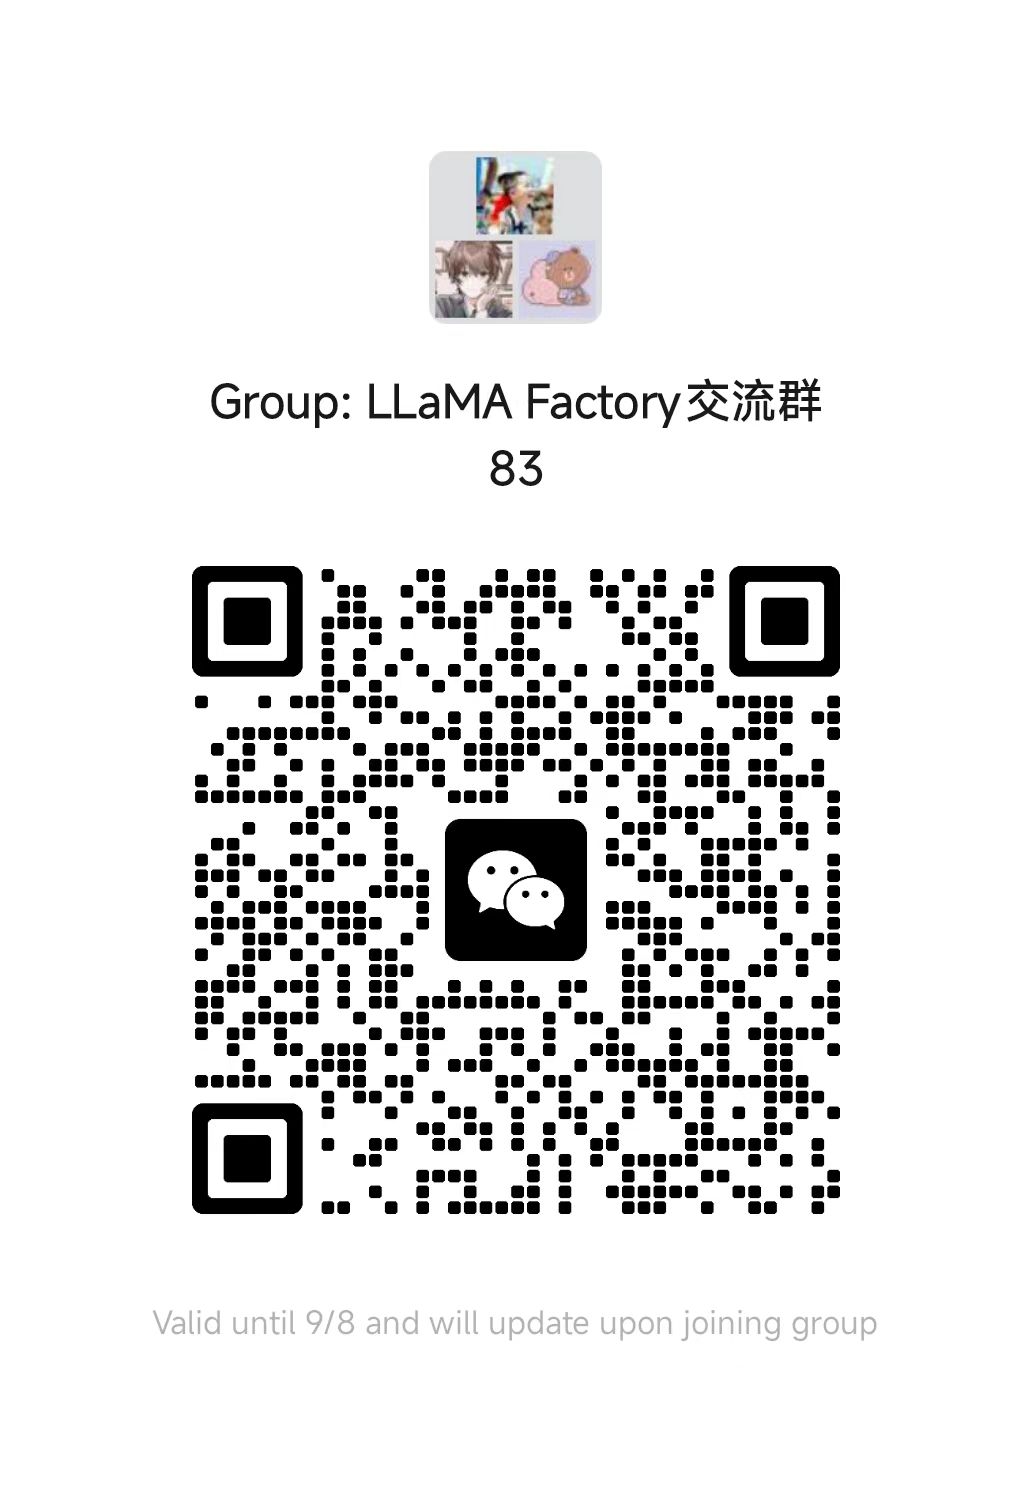 Group: LLaMA Factory交流群
83
Valid until 9/8 and will update upon joining group